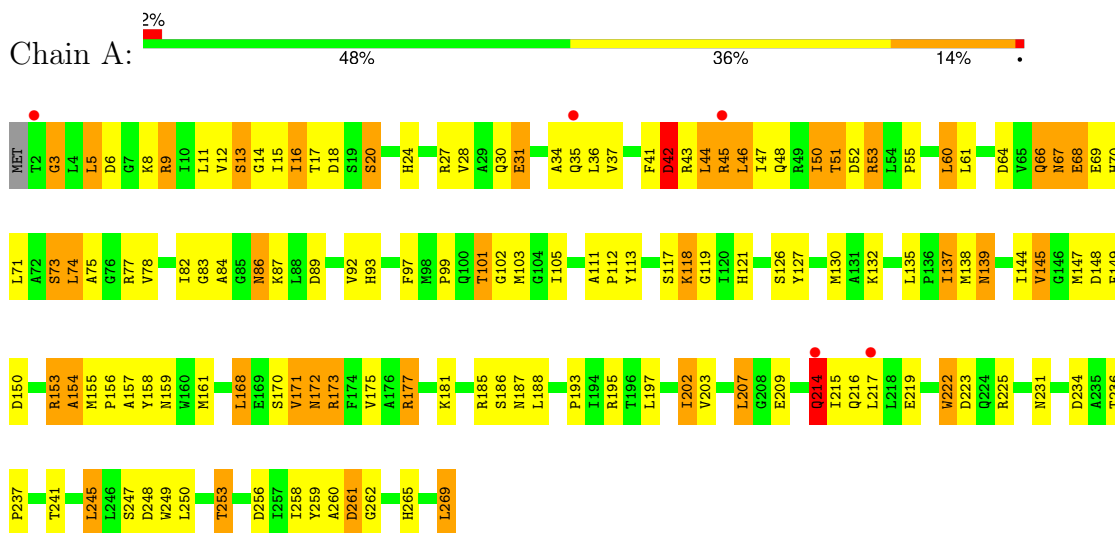 2%
Chain A:
48% 36% 14% •
MET T2 G3 L4 L5 D6 G7 K8 R9 I10 L11 V12 S13 G14 I15 I16 T17 D18 S19 S20 H24 R27 V28 A29 Q30 E31 A34 Q35 L36 V37 F41 D42 R43 L44 R45 L46 I47 Q48 R49 I50 T51 D52 R53 L54 P55 L60 L61 D64 V65 Q66 N67 E68 E69 H70
L71 A72 S73 L74 A75 G76 R77 V78 I82 G83 A84 G85 N86 K87 L88 D89 V92 H93 F97 M98 P99 Q100 T101 G102 M103 G104 I105 A111 P112 Y113 S117 K118 G119 I120 H121 S126 Y127 M130 A131 K132 L135 P136 I137 M138 N139 I144 V145 G146 M147 D148 F149
D150 R153 A154 M155 P156 A157 Y158 N159 W160 M161 L168 E169 S170 V171 N172 R173 F174 V175 A176 R177 K181 R185 S186 N187 L188 P193 I194 R195 T196 L197 I202 V203 L207 G208 E209 Q214 I215 Q216 L217 L218 E219 W222 D223 Q224 R225 N231 D234 A235 T236
P237 T241 L245 L246 S247 D248 W249 L250 T253 D256 I257 I258 Y259 A260 D261 G262 H265 L269